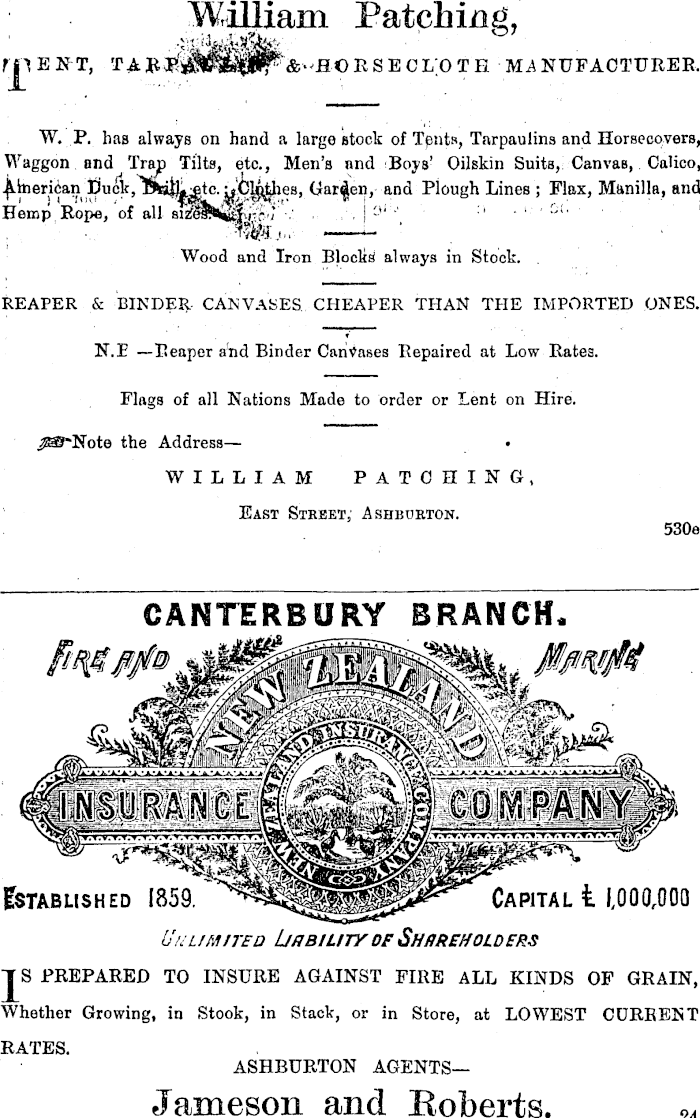 William Patching,
TENT, TARPAULIN, & HORSECLOTH MANUFACTURER.
W. P. has always on hand a large stock of Tents, Tarpaulins and Horsecovers,
Waggon and Trap Tilts, etc., Men's and Boys' Oilskin Suits, Canvas, Calico,
American Duck, Drill, etc.; Clothes, Garden, and Plough Lines; Flax, Manilla, and
Hemp Rope, of all sizes.
Wood and Iron Blocks always in Stock.
REAPER & BINDER CANVASES CHEAPER THAN THE IMPORTED ONES.
N.B —Reaper and Binder Canvases Repaired at Low Rates.
Flags of all Nations Made to order or Lent on Hire.
☞Note the Address—
WILLIAM PATCHING,
EAST STREET, ASHBURTON.
530e
CANTERBURY BRANCH.
FIRE AND MARINE
NEW ZEALAND
NEW ZEALAND INSURANCE COMPANY
INSURANCE COMPANY
ESTABLISHED 1859. CAPITAL £ 1,000,000
UNLIMITED LIABILITY OF SHAREHOLDERS
IS PREPARED TO INSURE AGAINST FIRE ALL KINDS OF GRAIN,
Whether Growing, in Stook, in Stack, or in Store, at LOWEST CURRENT
RATES.
ASHBURTON AGENTS—
Jameson and Roberts.
24